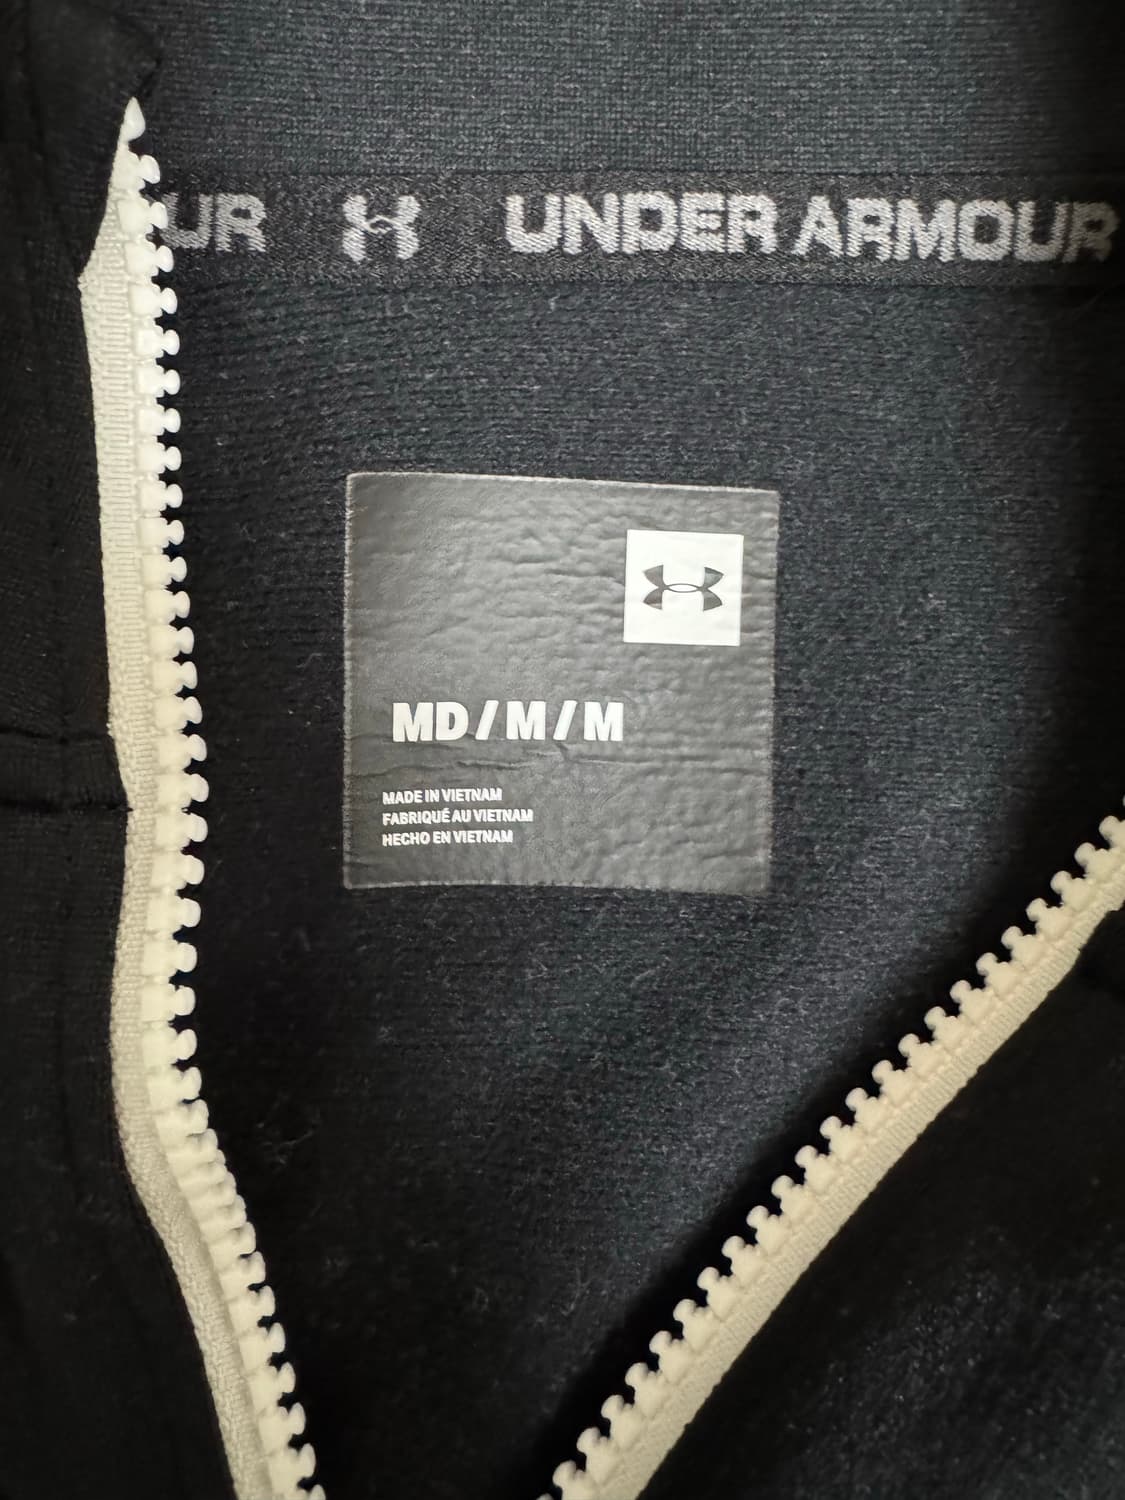 UR UNDER ARMOUR
MD/M/M
MADE IN VIETNAM
FABRIQUÉ AU VIETNAM
HECHO EN VIETNAM